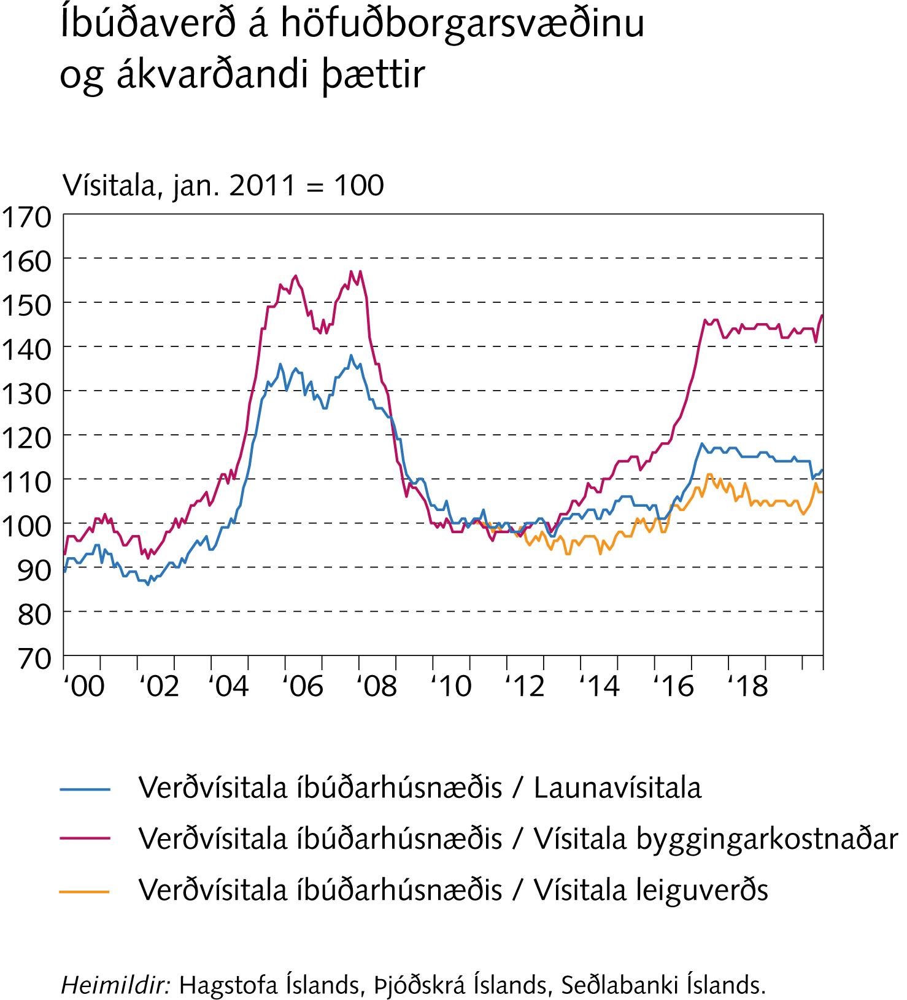 Íbúðaverð á höfuðborgarsvæðinu
og ákvarðandi þættir
Vísitala, jan. 2011 = 100
170
160
150
140
130
120
110
100
90
80
70
‘00 ‘02 ‘04 ‘06 ‘08 ‘10 ‘12 ‘14 ‘16 ‘18
Verðvísitala íbúðarhúsnæðis / Launavísitala
Verðvísitala íbúðarhúsnæðis / Vísitala byggingarkostnaðar
Verðvísitala íbúðarhúsnæðis / Vísitala leiguverðs
Heimildir: Hagstofa Íslands, Þjóðskrá Íslands, Seðlabanki Íslands.